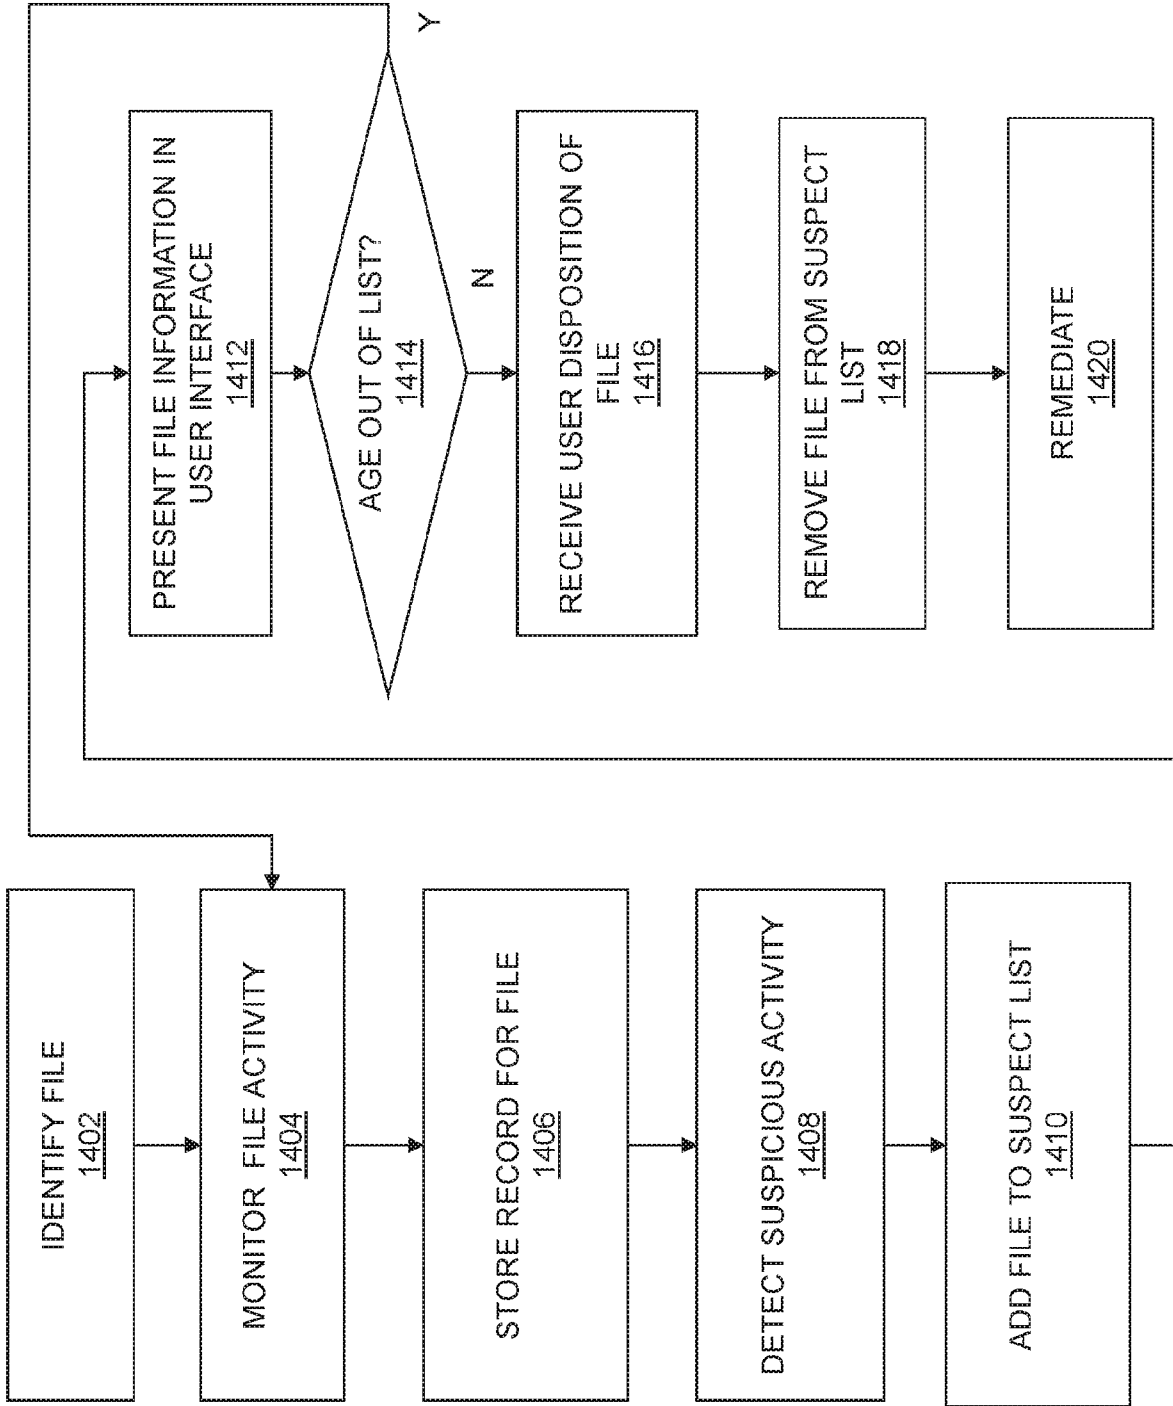 IDENTIFY FILE
1402
MONITOR FILE ACTIVITY
1404
STORE RECORD FOR FILE
1406
DETECT SUSPICIOUS ACTIVITY
1408
ADD FILE TO SUSPECT LIST
1410
PRESENT FILE INFORMATION IN
USER INTERFACE
1412
AGE OUT OF LIST?
1414
Y
N
RECEIVE USER DISPOSITION OF
FILE
1416
REMOVE FILE FROM SUSPECT
LIST
1418
REMEDIATE
1420